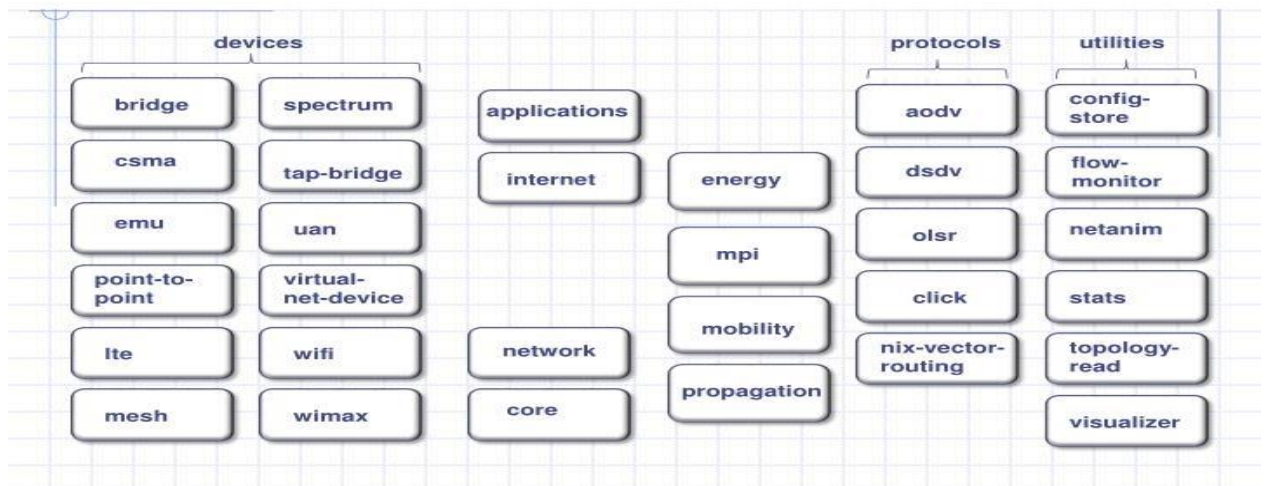 devices
protocols
utilities
bridge
spectrum
applications
aodv
config-
store
csma
tap-bridge
internet
energy
dsdv
flow-
monitor
emu
uan
mpi
olsr
netanim
point-to-
point
virtual-
net-device
mobility
click
stats
lte
wifi
network
propagation
nix-vector-
routing
topology-
read
mesh
wimax
core
visualizer